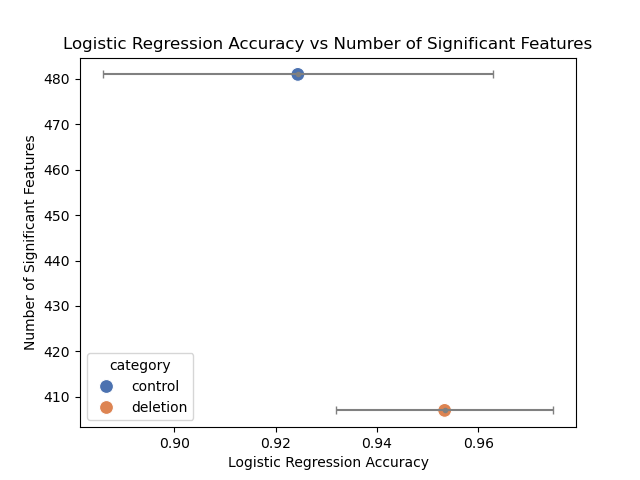 Logistic Regression Accuracy vs Number of Significant Features
Number of Significant Features
480
470
460
450
440
430
420
410
category
control
deletion
0.90
0.92
0.94
0.96
Logistic Regression Accuracy